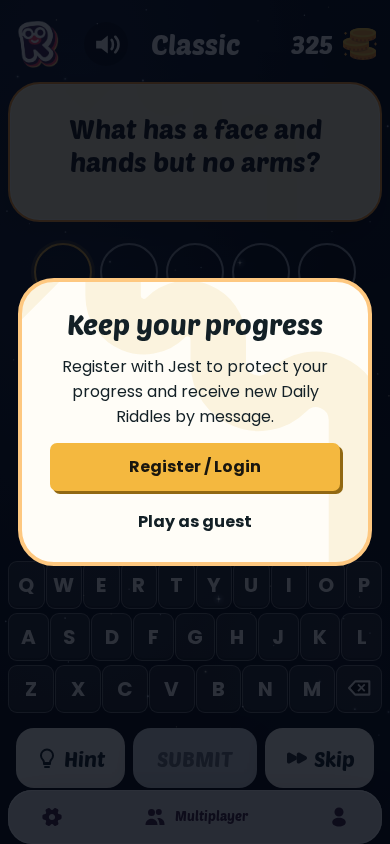 Classic
325
What has a face and
hands but no arms?
Keep your progress
Register with Jest to protect your
progress and receive new Daily
Riddles by message.
Register / Login
Play as guest
Q W E R T Y U I O P
A S D F G H J K L
Z X C V B N M
Hint SUBMIT Skip
Multiplayer